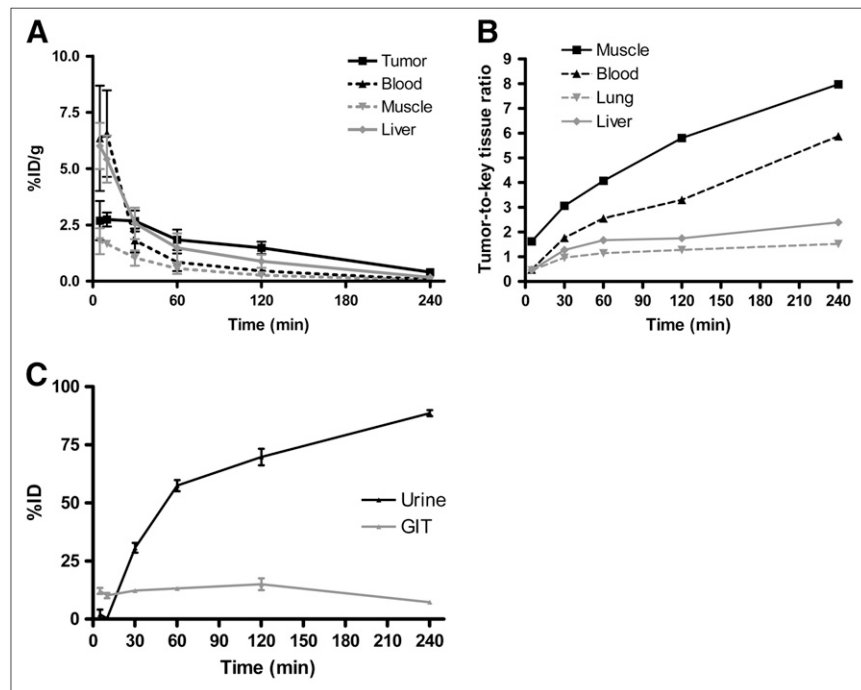 A
10.0
7.5
5.0
2.5
0.0
%ID/g
0 60 120 180 240
Time (min)
Tumor
Blood
Muscle
Liver
B
9
8
7
6
5
4
3
2
1
0
Tumor-to-key tissue ratio
0 30 60 90 120 150 180 210 240
Time (min)
Muscle
Blood
Lung
Liver
C
100
75
50
25
0
%ID
0 30 60 90 120 150 180 210 240
Time (min)
Urine
GIT